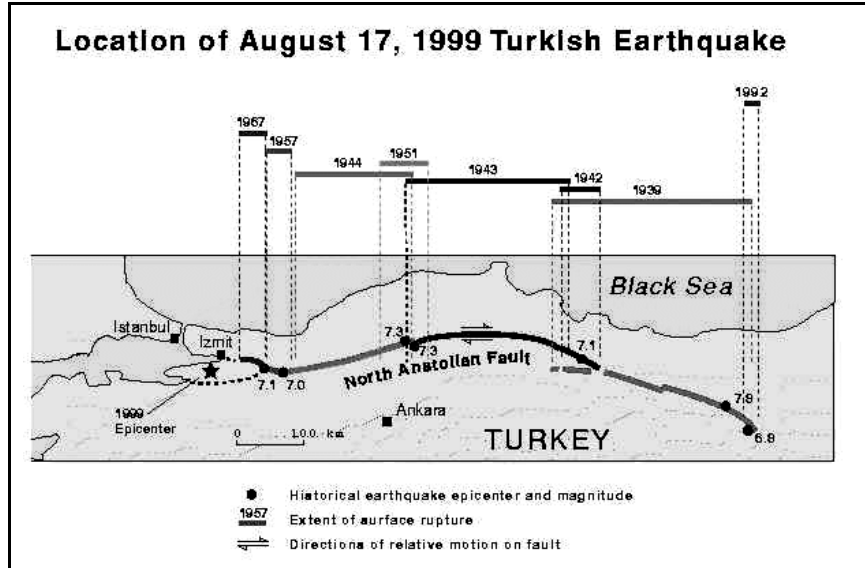 Location of August 17, 1999 Turkish Earthquake
1992
1967
1957
1944
1951
1943
1942
1939
Black Sea
Istanbul
Izmit
7.3
7.3
7.1
7.1
7.0
North Anatolian Fault
7.9
6.9
1999
Epicenter
Ankara
0 100 km
TURKEY
Historical earthquake epicenter and magnitude
1957
Extent of surface rupture
Directions of relative motion on fault